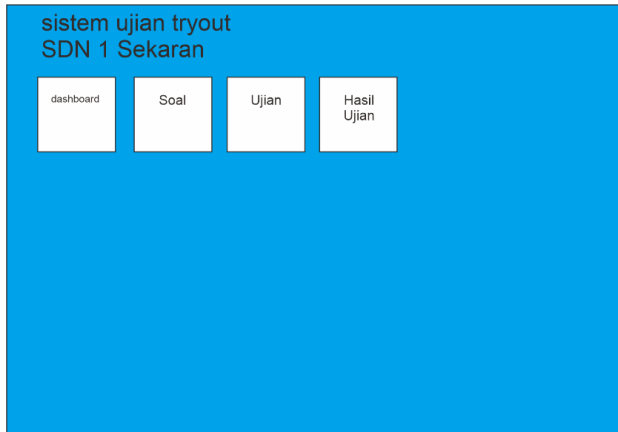 sistem ujian tryout
SDN 1 Sekaran
dashboard
Soal
Ujian
Hasil
Ujian